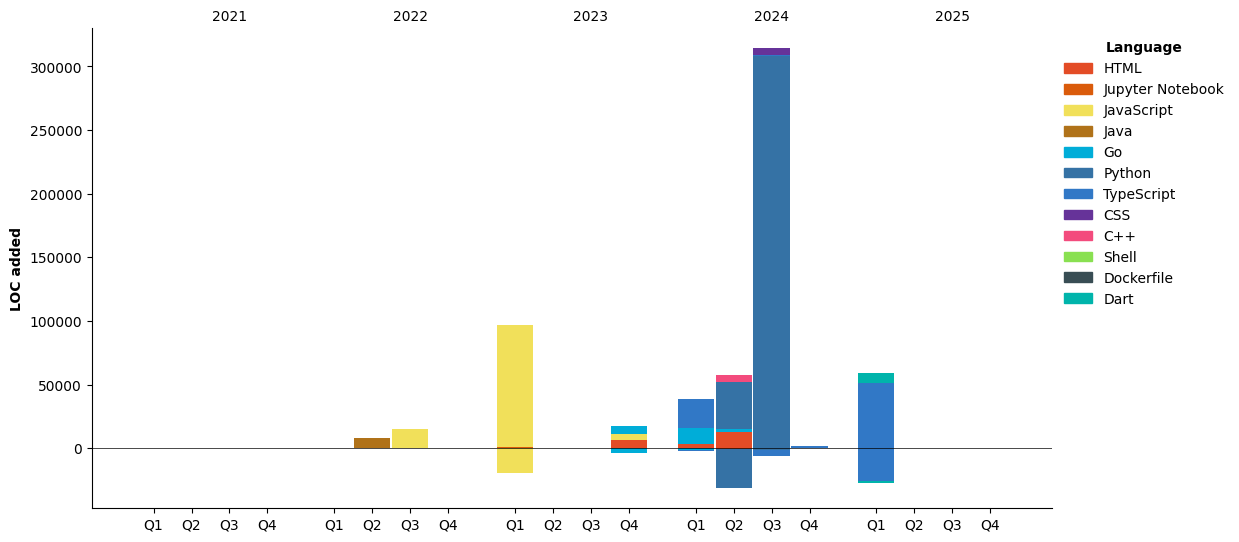 2021 2022 2023 2024 2025
LOC added
300000
250000
200000
150000
100000
50000
0
Q1 Q2 Q3 Q4 Q1 Q2 Q3 Q4 Q1 Q2 Q3 Q4 Q1 Q2 Q3 Q4 Q1 Q2 Q3 Q4
Language
HTML
Jupyter Notebook
JavaScript
Java
Go
Python
TypeScript
CSS
C++
Shell
Dockerfile
Dart